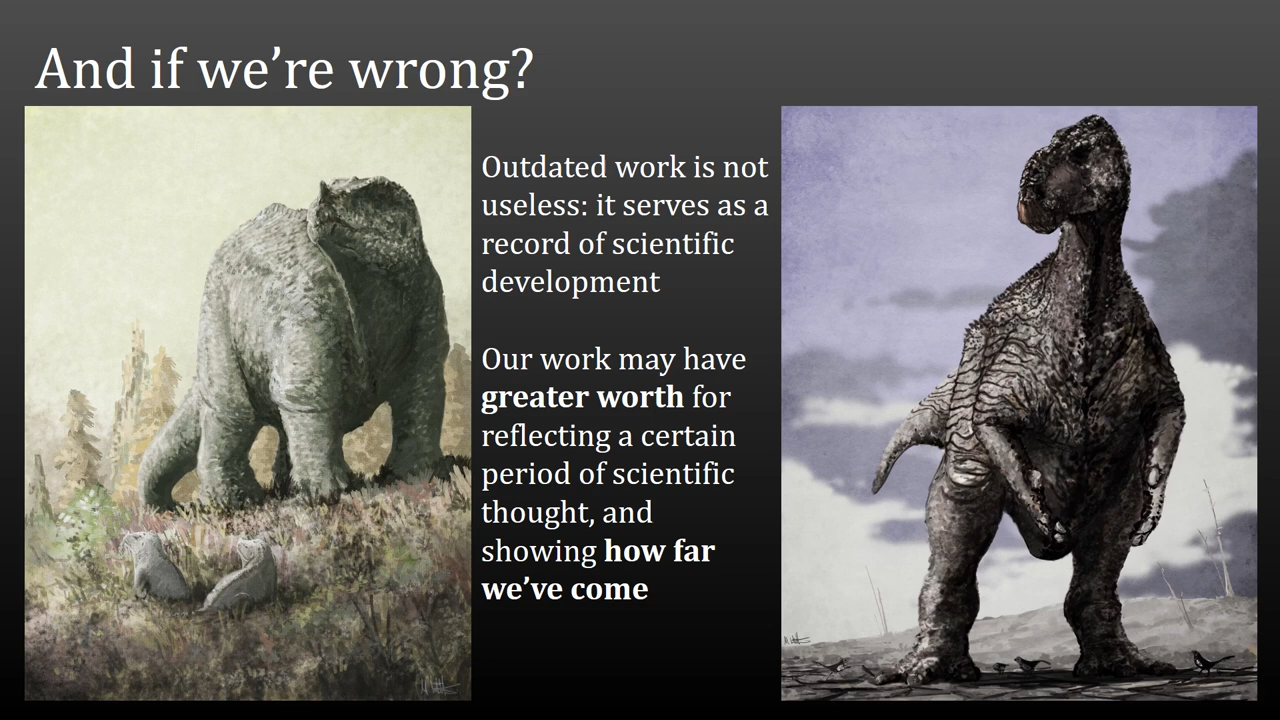 And if we’re wrong?
Outdated work is not
useless: it serves as a
record of scientific
development
Our work may have
greater worth for
reflecting a certain
period of scientific
thought, and
showing how far
we’ve come